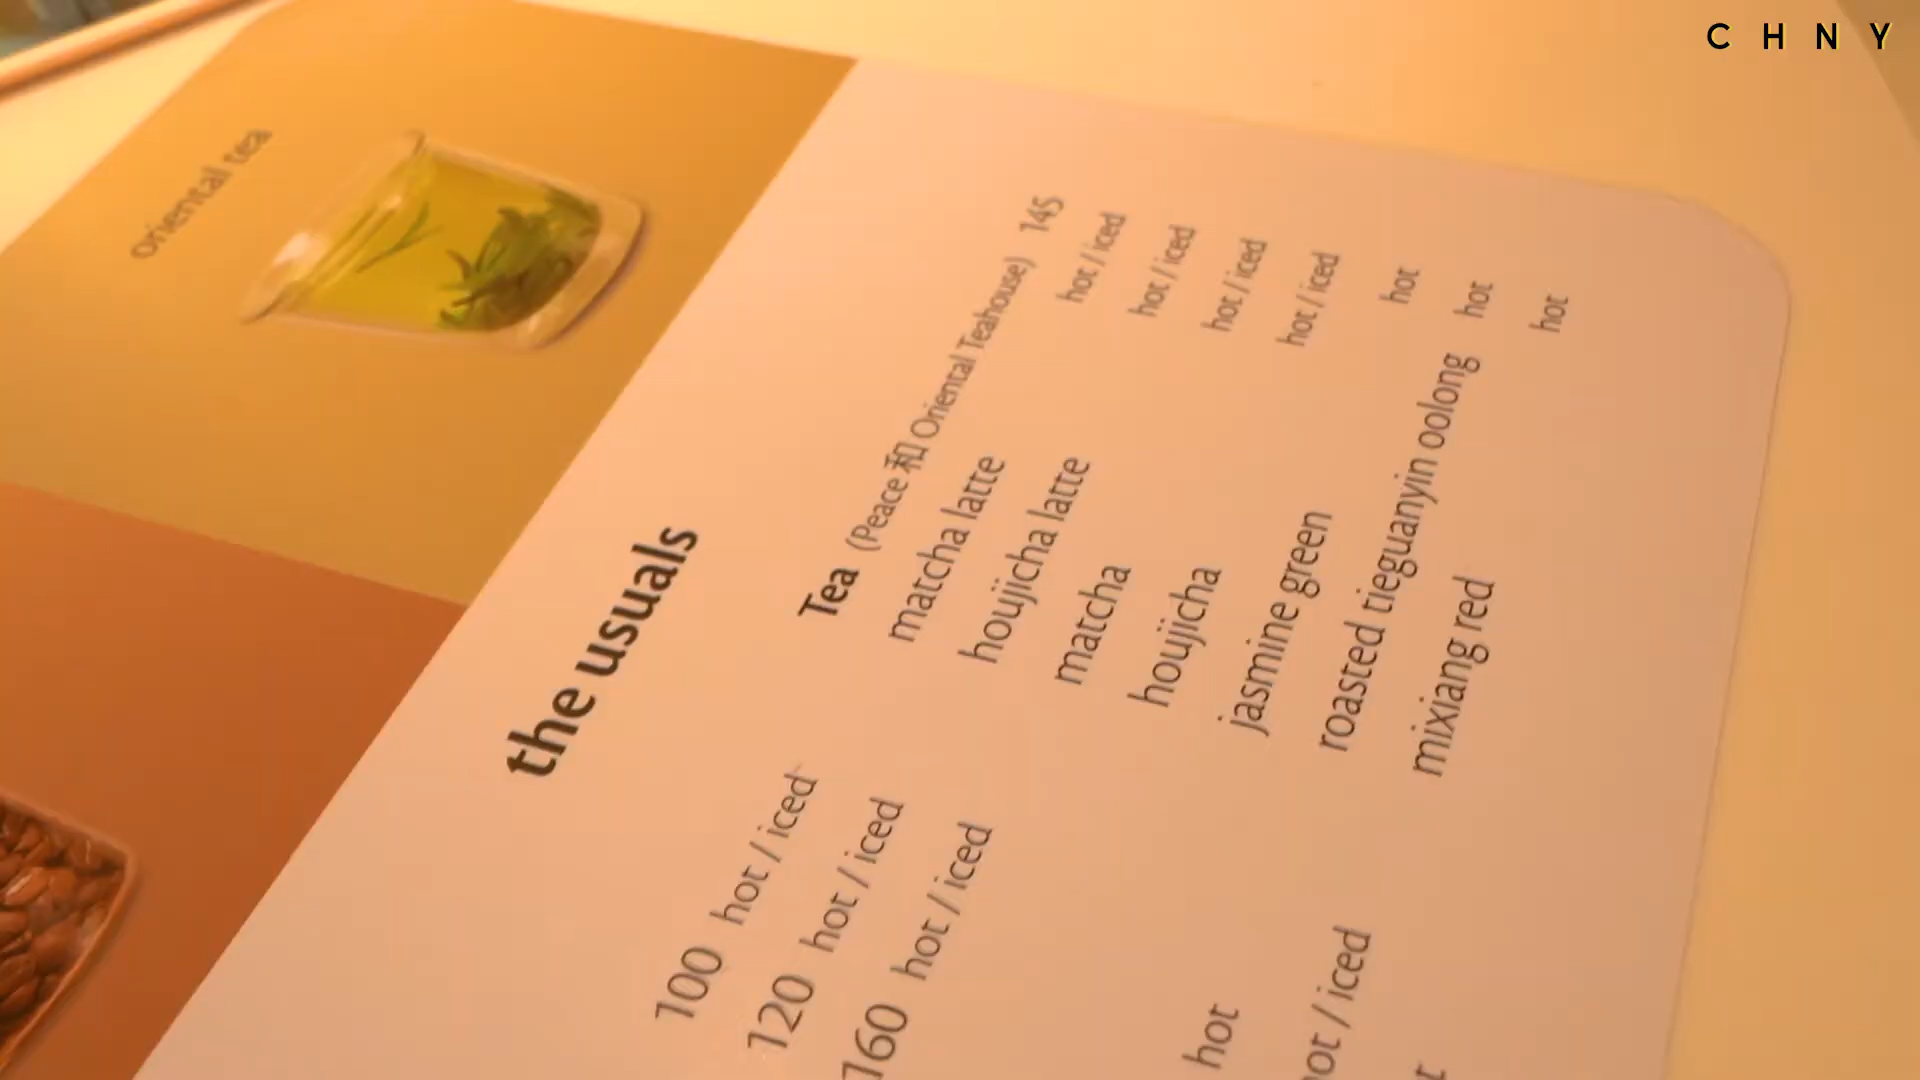 C H N Y
oriental tea
the usuals
Tea (Peace 和 Oriental Teahouse) 145
matcha latte hot / iced
houjicha latte hot / iced
matcha hot / iced
houjicha hot / iced
jasmine green hot
roasted tieguanyin oolong hot
mixiang red hot
100 hot / iced
120 hot / iced
160 hot / iced
hot
hot / iced